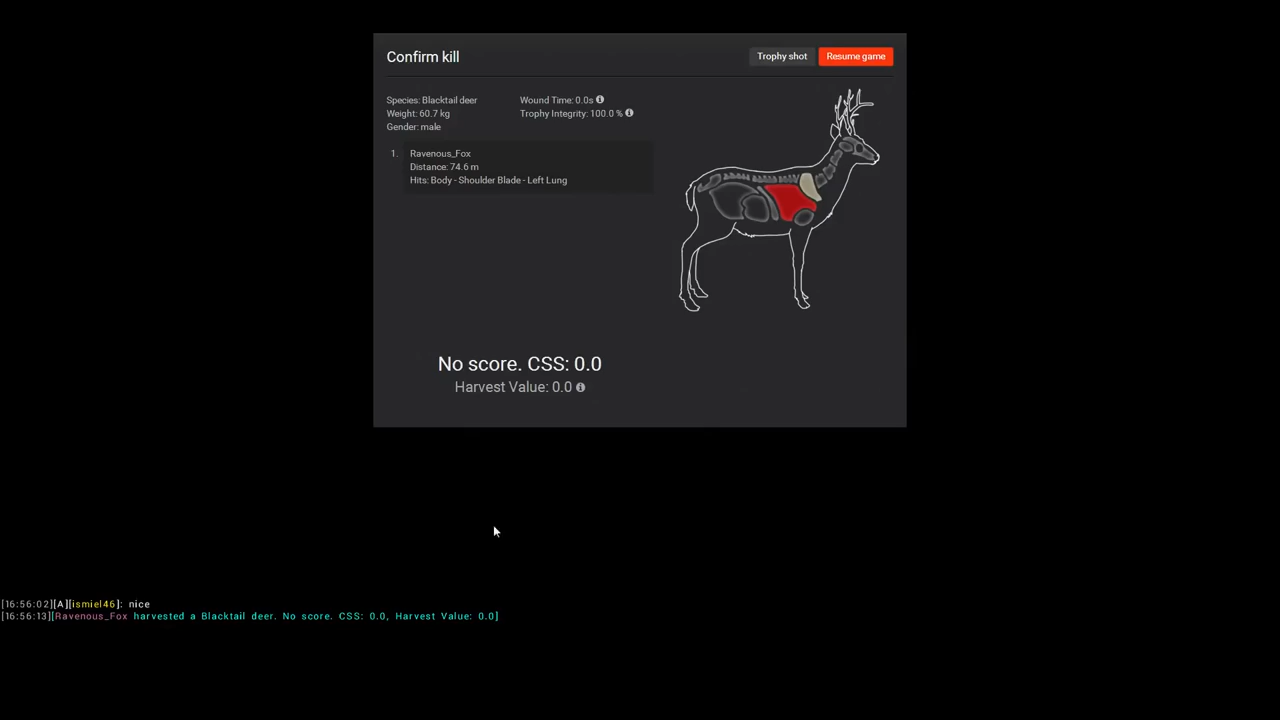 Confirm kill
Trophy shot
Resume game
Species: Blacktail deer
Weight: 60.7 kg
Gender: male
Wound Time: 0.0s
Trophy Integrity: 100.0 %
1.
Ravenous_Fox
Distance: 74.6 m
Hits: Body - Shoulder Blade - Left Lung
No score. CSS: 0.0
Harvest Value: 0.0
[16:56:02][A][ismiel46]: nice
[16:56:13][Ravenous_Fox harvested a Blacktail deer. No score. CSS: 0.0, Harvest Value: 0.0]